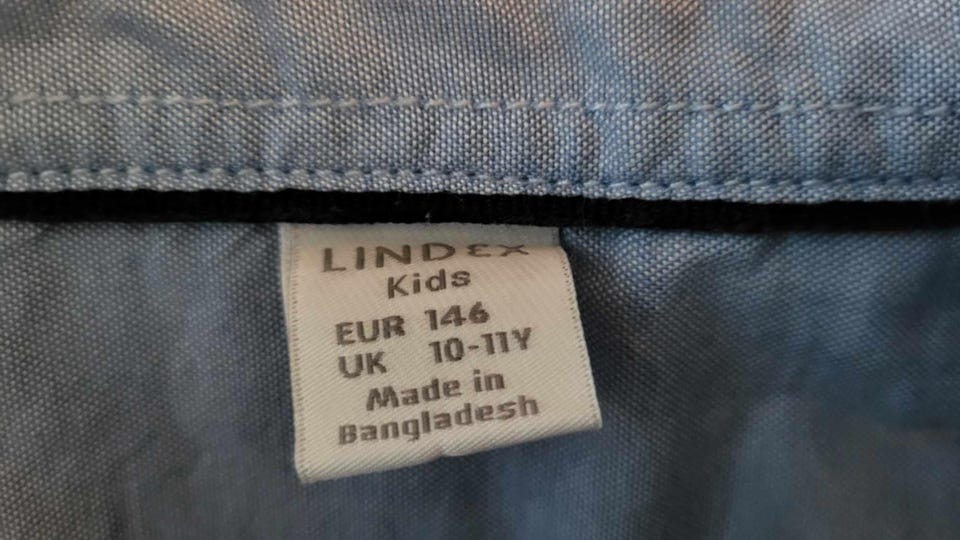 LINDEX
Kids
EUR 146
UK 10-11Y
Made in
Bangladesh